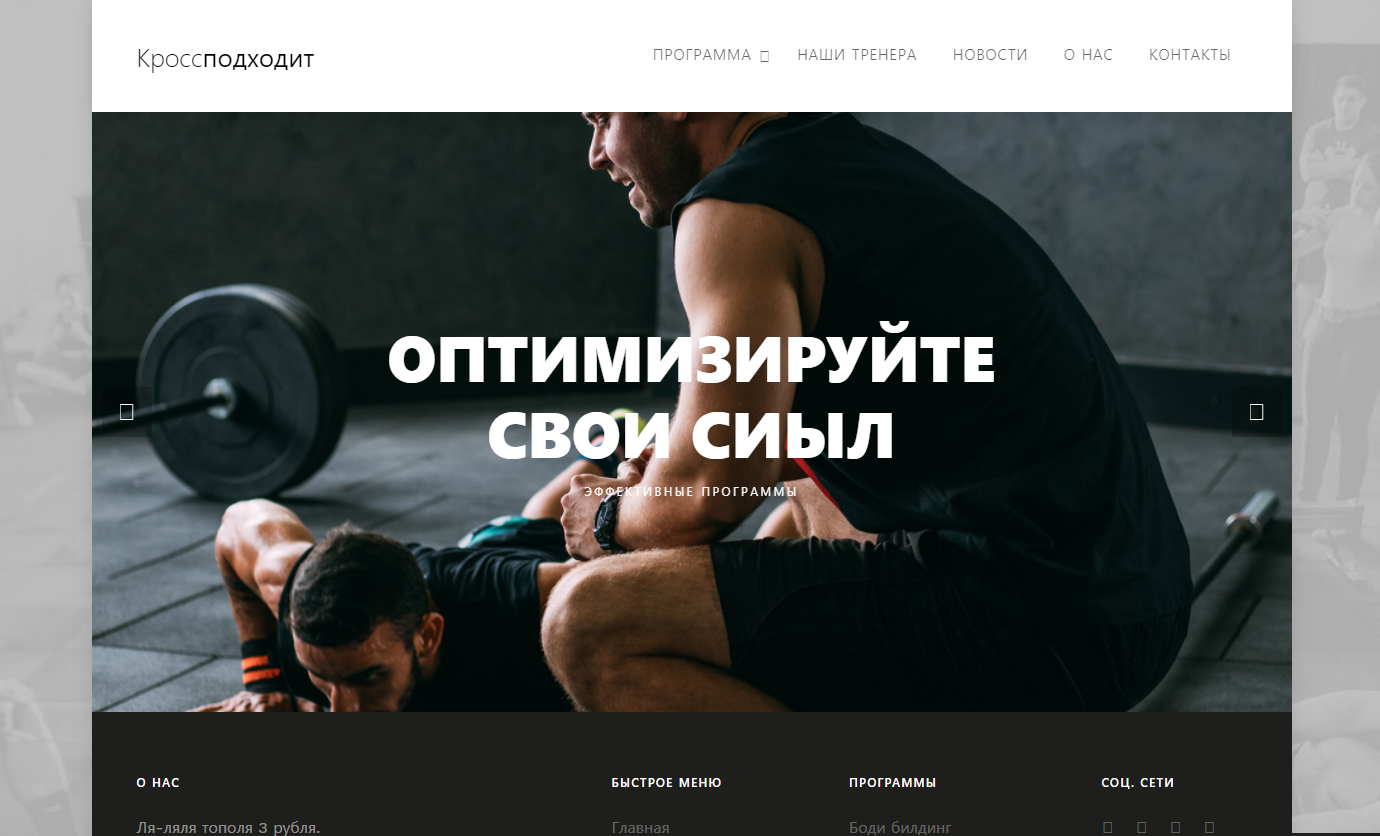 Кроссподходит
ПРОГРАММА
НАШИ ТРЕНЕРА
НОВОСТИ
О НАС
КОНТАКТЫ
ОПТИМИЗИРУЙТЕ
СВОИ СИЫЛ
ЭФФЕКТИВНЫЕ ПРОГРАММЫ
О НАС
БЫСТРОЕ МЕНЮ
ПРОГРАММЫ
СОЦ. СЕТИ
Ля-ляля тополя 3 рубля.
Главная
Боди билдинг